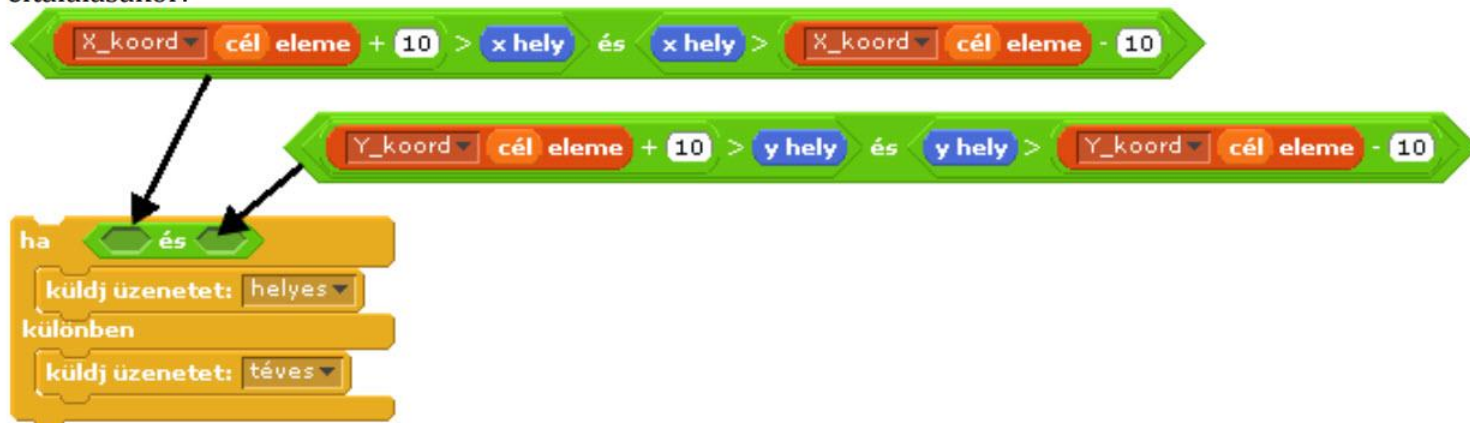 X_koord cél eleme + 10 > x hely és x hely > X_koord cél eleme - 10
Y_koord cél eleme + 10 > y hely és y hely > Y_koord cél eleme - 10
ha és
küldj üzenetet: helyes
különben
küldj üzenetet: téves